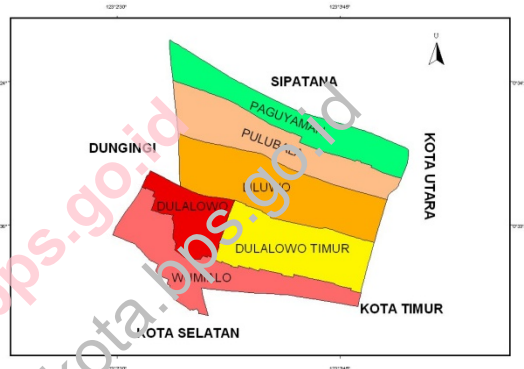 U
SIPATANA
PAGUYAMAN
PULUBALA
DUNGINGI
KOTA UTARA
LILUWO
DULALOWO
DULALOWO TIMUR
WUMIALO
KOTA TIMUR
KOTA SELATAN
bps.go.id
kota.bps.go.id